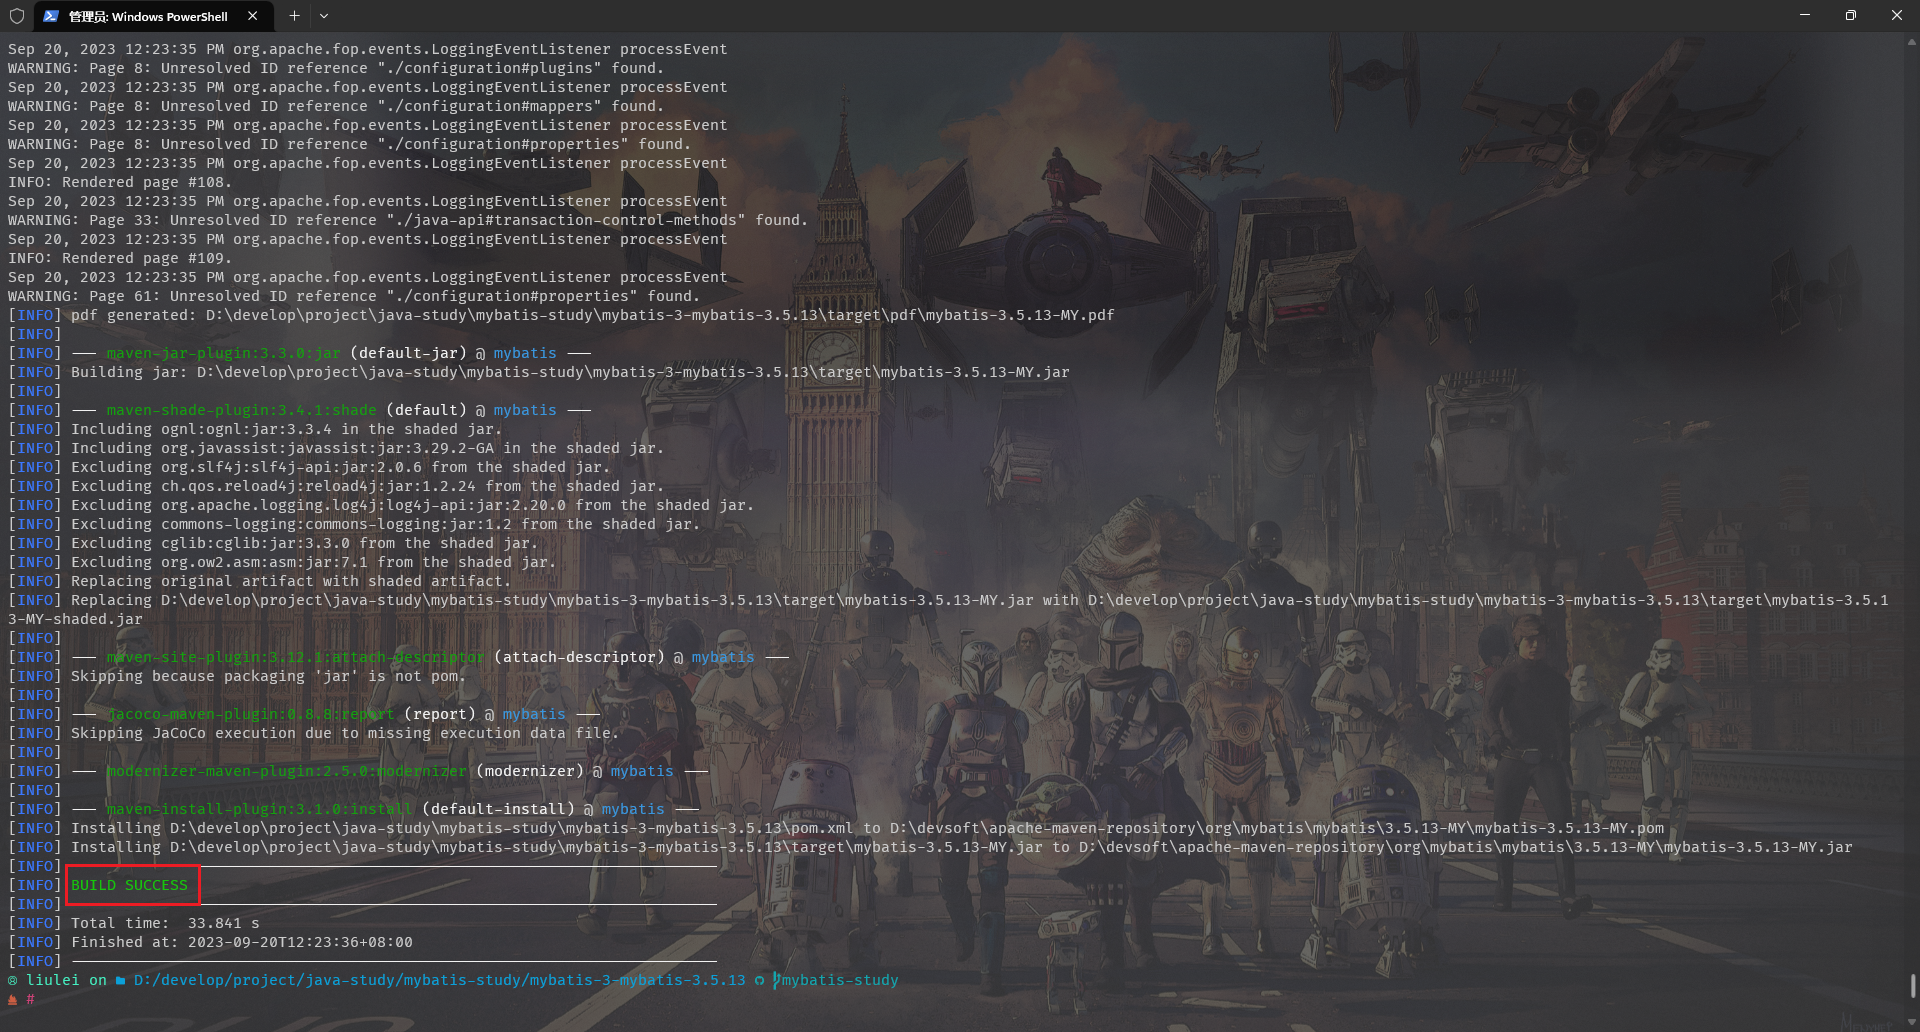 管理员: Windows PowerShell
Sep 20, 2023 12:23:35 PM org.apache.fop.events.LoggingEventListener processEvent
WARNING: Page 8: Unresolved ID reference "./configuration#plugins" found.
Sep 20, 2023 12:23:35 PM org.apache.fop.events.LoggingEventListener processEvent
WARNING: Page 8: Unresolved ID reference "./configuration#mappers" found.
Sep 20, 2023 12:23:35 PM org.apache.fop.events.LoggingEventListener processEvent
WARNING: Page 8: Unresolved ID reference "./configuration#properties" found.
Sep 20, 2023 12:23:35 PM org.apache.fop.events.LoggingEventListener processEvent
INFO: Rendered page #108.
Sep 20, 2023 12:23:35 PM org.apache.fop.events.LoggingEventListener processEvent
WARNING: Page 33: Unresolved ID reference "./java-api#transaction-control-methods" found.
Sep 20, 2023 12:23:35 PM org.apache.fop.events.LoggingEventListener processEvent
INFO: Rendered page #109.
Sep 20, 2023 12:23:35 PM org.apache.fop.events.LoggingEventListener processEvent
WARNING: Page 61: Unresolved ID reference "./configuration#properties" found.
[INFO] pdf generated: D:\develop\project\java-study\mybatis-study\mybatis-3-mybatis-3.5.13\target\pdf\mybatis-3.5.13-MY.pdf
[INFO]
[INFO] --- maven-jar-plugin:3.3.0:jar (default-jar) @ mybatis ---
[INFO] Building jar: D:\develop\project\java-study\mybatis-study\mybatis-3-mybatis-3.5.13\target\mybatis-3.5.13-MY.jar
[INFO]
[INFO] --- maven-shade-plugin:3.4.1:shade (default) @ mybatis ---
[INFO] Including ognl:ognl:jar:3.3.4 in the shaded jar.
[INFO] Including org.javassist:javassist:jar:3.29.2-GA in the shaded jar.
[INFO] Excluding org.slf4j:slf4j-api:jar:2.0.6 from the shaded jar.
[INFO] Excluding ch.qos.reload4j:reload4j:jar:1.2.24 from the shaded jar.
[INFO] Excluding org.apache.logging.log4j:log4j-api:jar:2.20.0 from the shaded jar.
[INFO] Excluding commons-logging:commons-logging:jar:1.2 from the shaded jar.
[INFO] Excluding cglib:cglib:jar:3.3.0 from the shaded jar.
[INFO] Excluding org.ow2.asm:asm:jar:7.1 from the shaded jar.
[INFO] Replacing original artifact with shaded artifact.
[INFO] Replacing D:\develop\project\java-study\mybatis-study\mybatis-3-mybatis-3.5.13\target\mybatis-3.5.13-MY.jar with D:\develop\project\java-study\mybatis-study\mybatis-3-mybatis-3.5.13\target\mybatis-3.5.1
3-MY-shaded.jar
[INFO]
[INFO] --- maven-site-plugin:3.12.1:attach-descriptor (attach-descriptor) @ mybatis ---
[INFO] Skipping because packaging 'jar' is not pom.
[INFO]
[INFO] --- jacoco-maven-plugin:0.8.8:report (report) @ mybatis ---
[INFO] Skipping JaCoCo execution due to missing execution data file.
[INFO]
[INFO] --- modernizer-maven-plugin:2.5.0:modernizer (modernizer) @ mybatis ---
[INFO]
[INFO] --- maven-install-plugin:3.1.0:install (default-install) @ mybatis ---
[INFO] Installing D:\develop\project\java-study\mybatis-study\mybatis-3-mybatis-3.5.13\pom.xml to D:\devsoft\apache-maven-repository\org\mybatis\mybatis\3.5.13-MY\mybatis-3.5.13-MY.pom
[INFO] Installing D:\develop\project\java-study\mybatis-study\mybatis-3-mybatis-3.5.13\target\mybatis-3.5.13-MY.jar to D:\devsoft\apache-maven-repository\org\mybatis\mybatis\3.5.13-MY\mybatis-3.5.13-MY.jar
[INFO] ------------------------------------------------------------------------
[INFO] BUILD SUCCESS
[INFO] ------------------------------------------------------------------------
[INFO] Total time:  33.841 s
[INFO] Finished at: 2023-09-20T12:23:36+08:00
[INFO] ------------------------------------------------------------------------
liulei on D:/develop/project/java-study/mybatis-study/mybatis-3-mybatis-3.5.13 mybatis-study
#